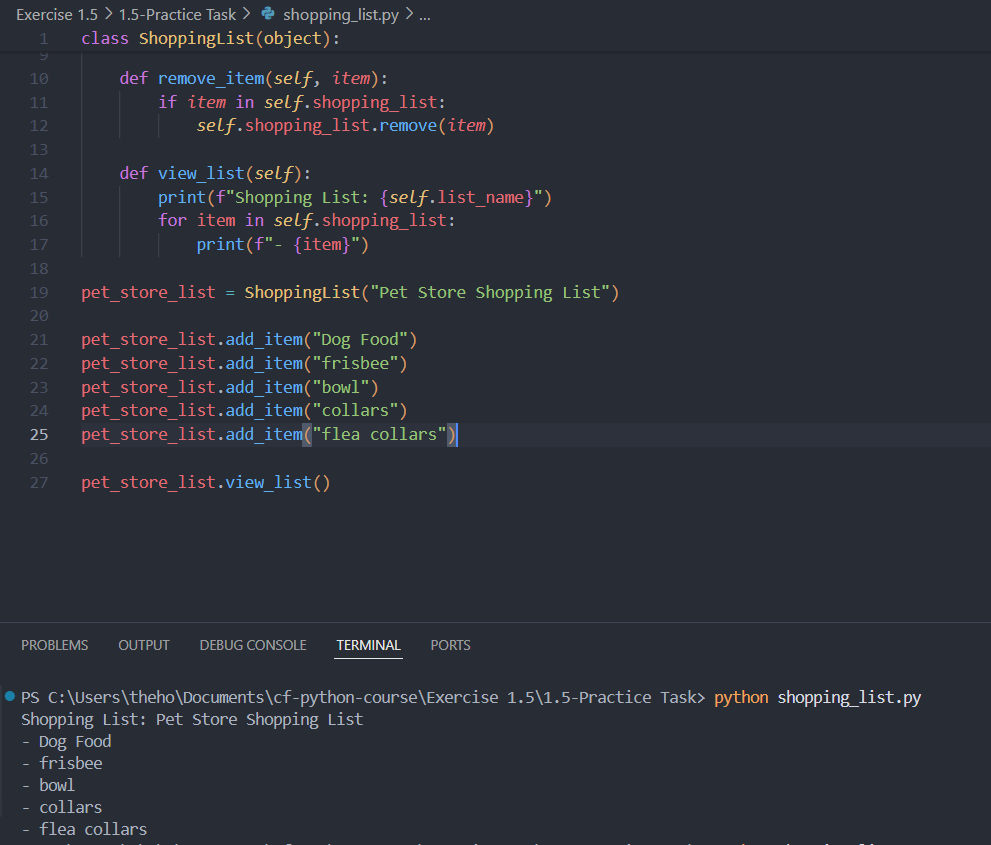 Exercise 1.5 > 1.5-Practice Task > shopping_list.py > ...
1 class ShoppingList(object):
9
10 def remove_item(self, item):
11 if item in self.shopping_list:
12 self.shopping_list.remove(item)
13
14 def view_list(self):
15 print(f"Shopping List: {self.list_name}")
16 for item in self.shopping_list:
17 print(f"- {item}")
18
19 pet_store_list = ShoppingList("Pet Store Shopping List")
20
21 pet_store_list.add_item("Dog Food")
22 pet_store_list.add_item("frisbee")
23 pet_store_list.add_item("bowl")
24 pet_store_list.add_item("collars")
25 pet_store_list.add_item("flea collars")
26
27 pet_store_list.view_list()
PROBLEMS OUTPUT DEBUG CONSOLE TERMINAL PORTS
PS C:\Users\theho\Documents\cf-python-course\Exercise 1.5\1.5-Practice Task> python shopping_list.py
Shopping List: Pet Store Shopping List
- Dog Food
- frisbee
- bowl
- collars
- flea collars